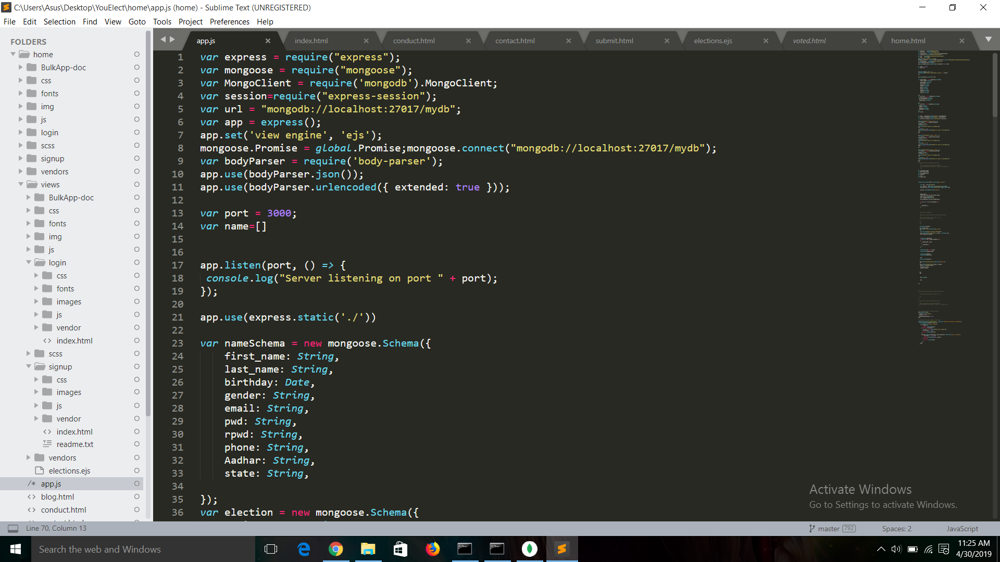 C:\Users\Asus\Desktop\YouElect\home\app.js (home) - Sublime Text (UNREGISTERED)
File Edit Selection Find View Goto Tools Project Preferences Help
FOLDERS
home
BulkApp-doc
css
fonts
img
js
login
scss
signup
vendors
views
BulkApp-doc
css
fonts
img
js
login
css
fonts
images
js
vendor
index.html
scss
signup
css
images
js
vendor
index.html
readme.txt
vendors
elections.ejs
app.js
blog.html
conduct.html
app.js index.html conduct.html contact.html submit.html elections.ejs voted.html home.html
1 var express = require("express");
2 var mongoose = require("mongoose");
3 var MongoClient = require('mongodb').MongoClient;
4 var session=require("express-session");
5 var url = "mongodb://localhost:27017/mydb";
6 var app = express();
7 app.set('view engine', 'ejs');
8 mongoose.Promise = global.Promise;mongoose.connect("mongodb://localhost:27017/mydb");
9 var bodyParser = require('body-parser');
10 app.use(bodyParser.json());
11 app.use(bodyParser.urlencoded({ extended: true }));
12
13 var port = 3000;
14 var name=[]
15
16
17 app.listen(port, () => {
18 console.log("Server listening on port " + port);
19 });
20
21 app.use(express.static('./'))
22
23 var nameSchema = new mongoose.Schema({
24 first_name: String,
25 last_name: String,
26 birthday: Date,
27 gender: String,
28 email: String,
29 pwd: String,
30 rpwd: String,
31 phone: String,
32 Aadhar: String,
33 state: String,
34
35 });
36 var election = new mongoose.Schema({
Activate Windows
Go to Settings to activate Windows.
Line 70, Column 13 master 792 Spaces: 2 JavaScript
Search the web and Windows
11:25 AM
4/30/2019